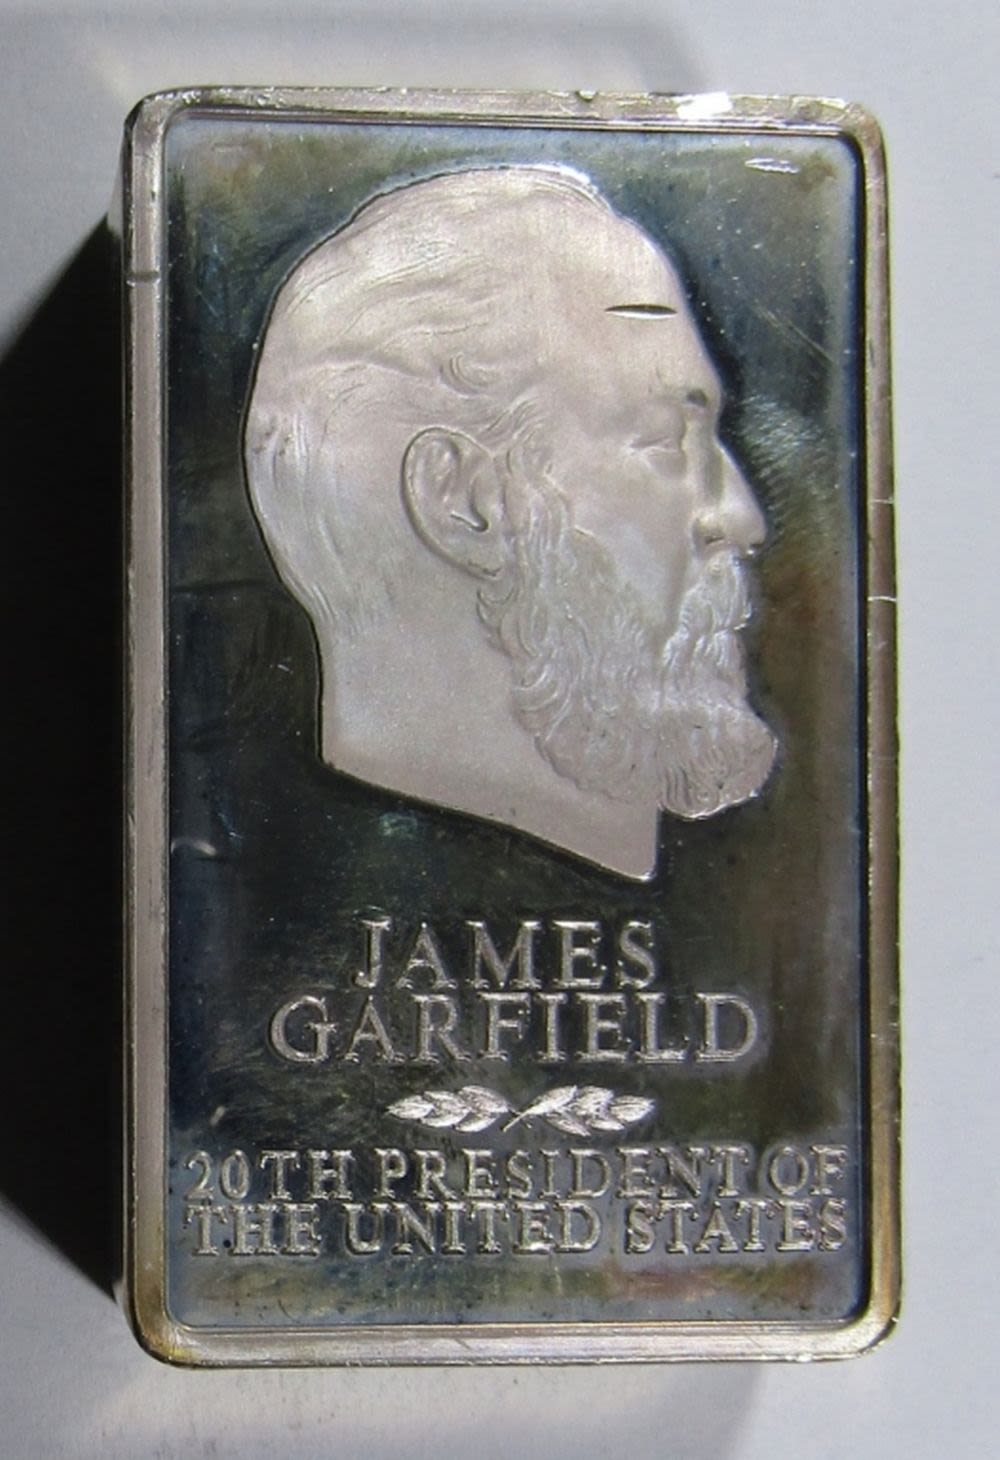 JAMES
GARFIELD
20TH PRESIDENT OF
THE UNITED STATES